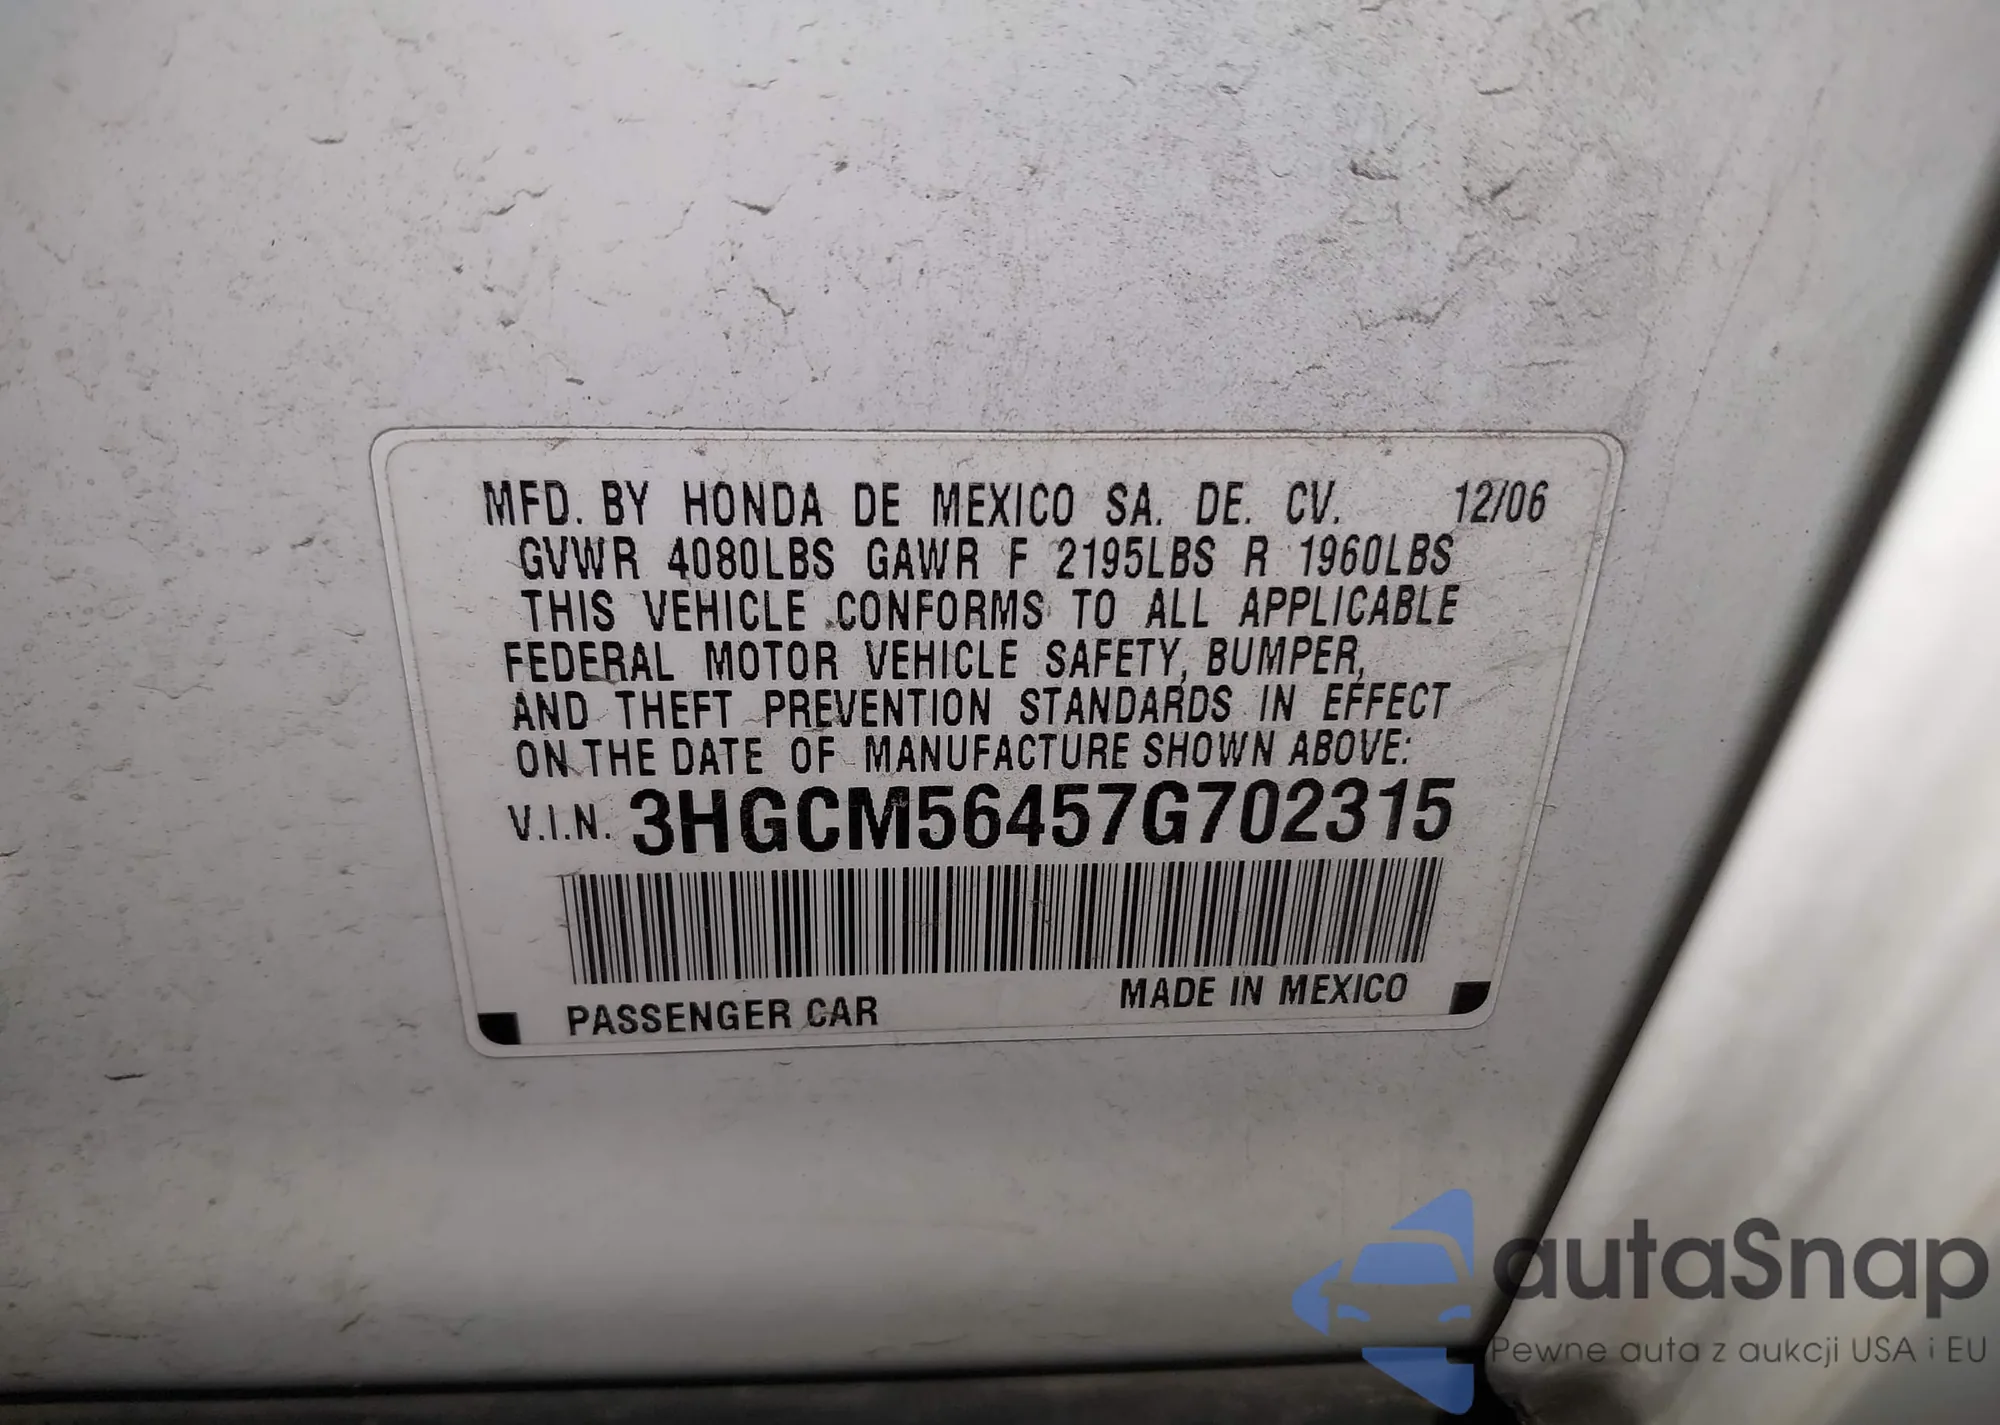 MFD. BY HONDA DE MEXICO SA. DE. CV. 12/06
GVWR 4080LBS GAWR F 2195LBS R 1960LBS
THIS VEHICLE CONFORMS TO ALL APPLICABLE
FEDERAL MOTOR VEHICLE SAFETY, BUMPER,
AND THEFT PREVENTION STANDARDS IN EFFECT
ON THE DATE OF MANUFACTURE SHOWN ABOVE:
V.I.N. 3HGCM56457G702315
PASSENGER CAR MADE IN MEXICO
autaSnap
Pewne auta z aukcji USA i EU